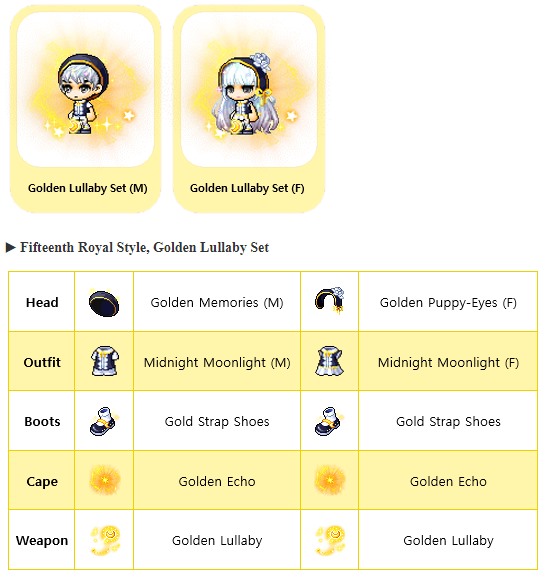 Golden Lullaby Set (M)
Golden Lullaby Set (F)
▶ Fifteenth Royal Style, Golden Lullaby Set
Head Golden Memories (M) Golden Puppy-Eyes (F)
Outfit Midnight Moonlight (M) Midnight Moonlight (F)
Boots Gold Strap Shoes Gold Strap Shoes
Cape Golden Echo Golden Echo
Weapon Golden Lullaby Golden Lullaby